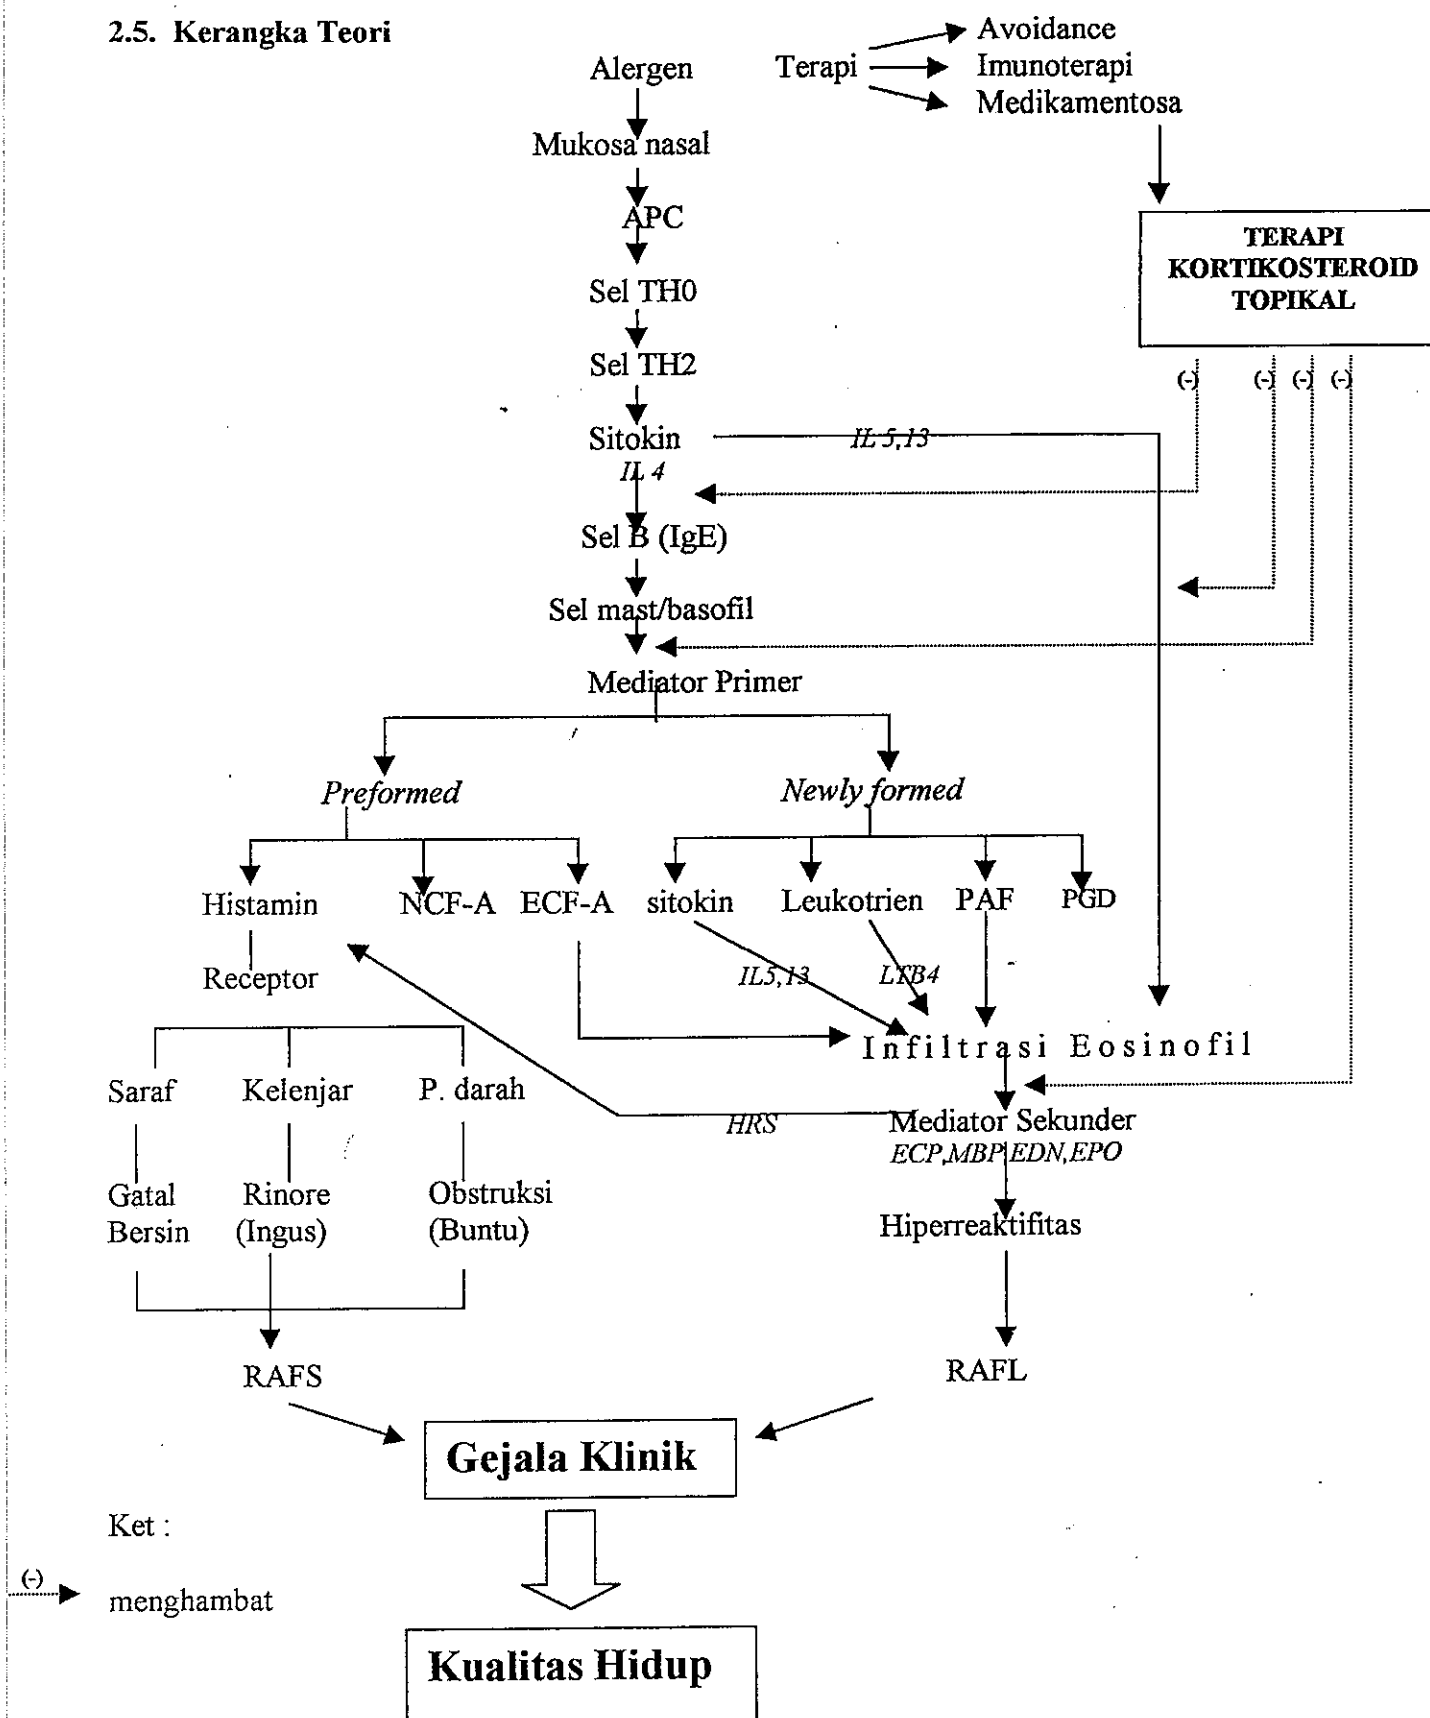 2.5. Kerangka Teori
Avoidance
Alergen
Terapi
Imunoterapi
Medikamentosa
Mukosa nasal
APC
TERAPI
KORTIKOSTEROID
TOPIKAL
Sel TH0
Sel TH2
(-) (-) (-) (-)
Sitokin
IL 5,13
IL 4
Sel B (IgE)
Sel mast/basofil
Mediator Primer
Preformed
Newly formed
Histamin
NCF-A
ECF-A
sitokin
Leukotrien
PAF
PGD
Receptor
IL5,13
LTB4
Infiltrasi Eosinofil
Saraf
Kelenjar
P. darah
HRS
Mediator Sekunder
ECP,MBP,EDN,EPO
Gatal
Bersin
Rinore
(Ingus)
Obstruksi
(Buntu)
Hiperreaktifitas
RAFS
RAFL
Gejala Klinik
Ket :
(-)
menghambat
Kualitas Hidup